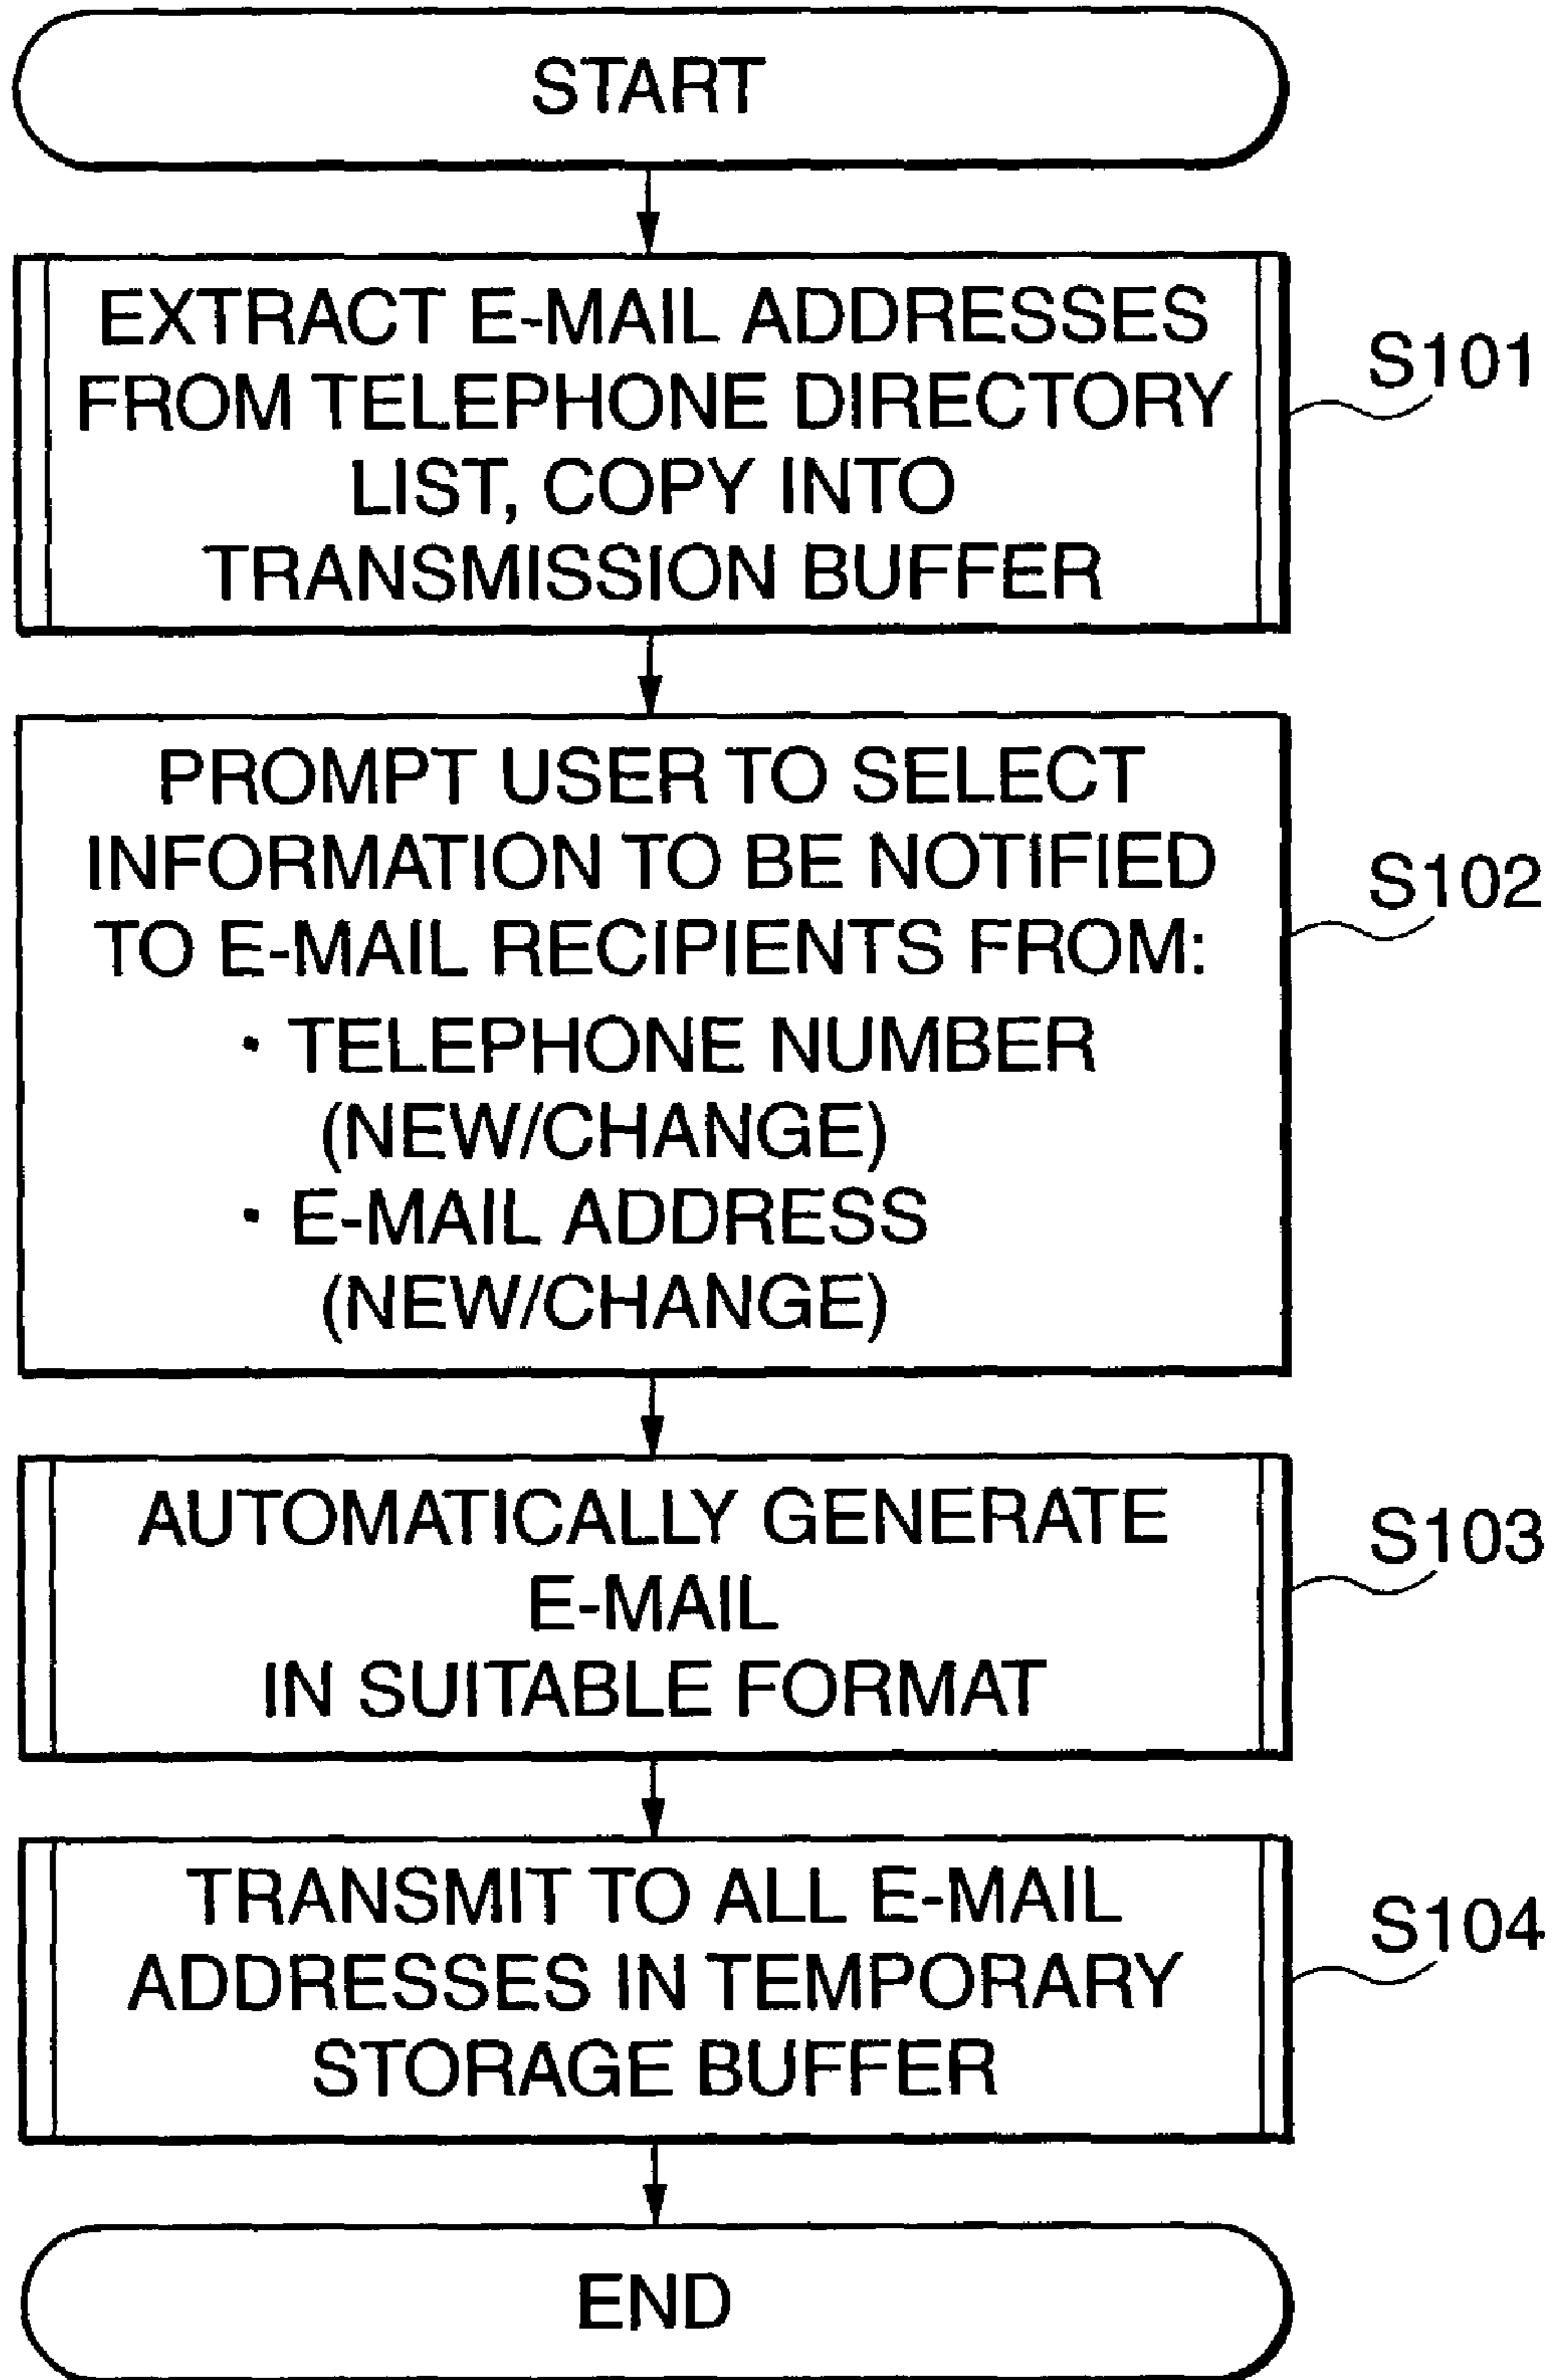 START
EXTRACT E-MAIL ADDRESSES
FROM TELEPHONE DIRECTORY
LIST, COPY INTO
TRANSMISSION BUFFER
S101
PROMPT USER TO SELECT
INFORMATION TO BE NOTIFIED
TO E-MAIL RECIPIENTS FROM:
• TELEPHONE NUMBER
(NEW/CHANGE)
• E-MAIL ADDRESS
(NEW/CHANGE)
S102
AUTOMATICALLY GENERATE
E-MAIL
IN SUITABLE FORMAT
S103
TRANSMIT TO ALL E-MAIL
ADDRESSES IN TEMPORARY
STORAGE BUFFER
S104
END